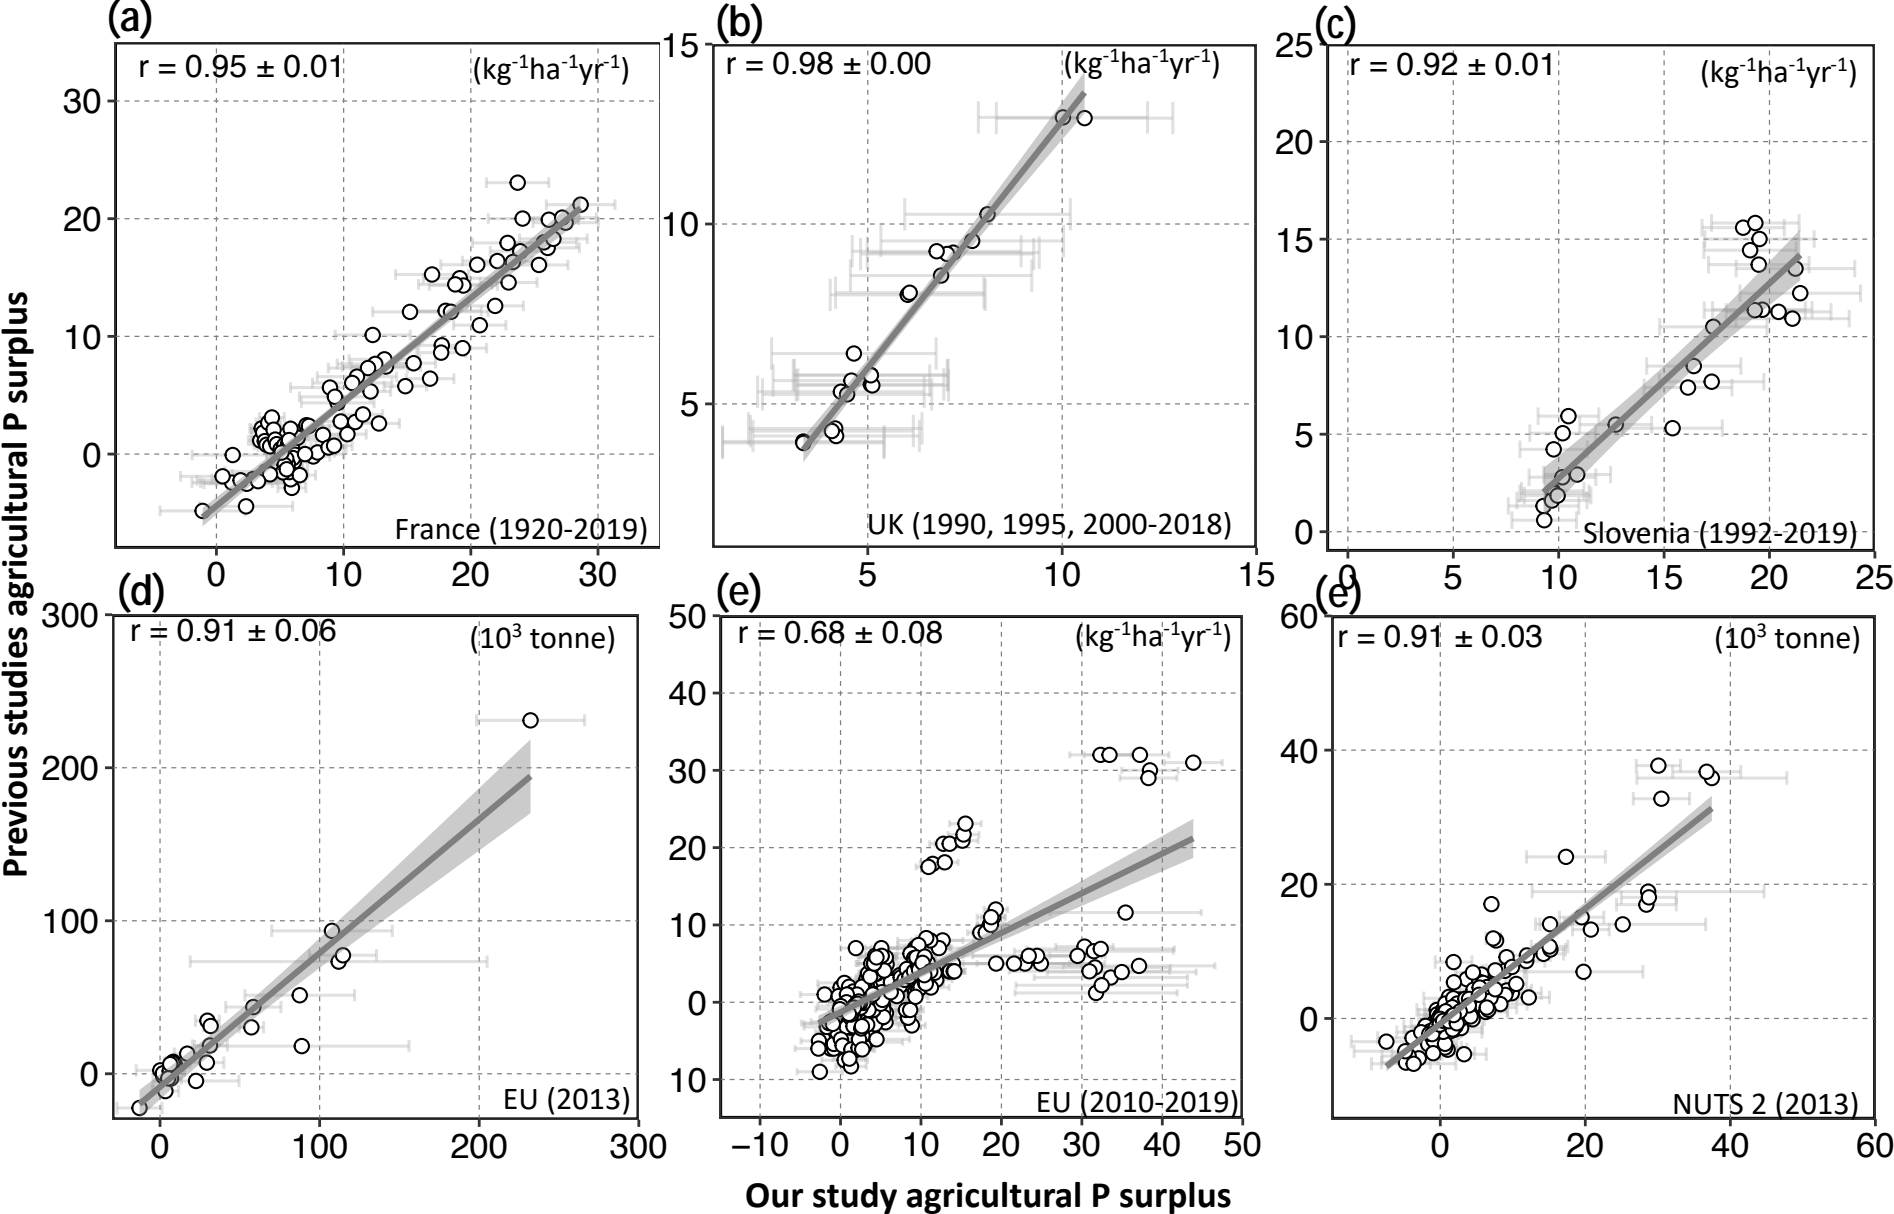 (a)
r = 0.95 ± 0.01
(kg⁻¹ha⁻¹yr⁻¹)
30
20
10
0
France (1920-2019)
0 10 20 30
(b)
r = 0.98 ± 0.00
(kg⁻¹ha⁻¹yr⁻¹)
15
10
5
UK (1990, 1995, 2000-2018)
5 10 15
(c)
r = 0.92 ± 0.01
(kg⁻¹ha⁻¹yr⁻¹)
25
20
15
10
5
0
Slovenia (1992-2019)
0 5 10 15 20 25
Previous studies agricultural P surplus
(d)
r = 0.91 ± 0.06
(10³ tonne)
300
200
100
0
EU (2013)
0 100 200 300
(e)
r = 0.68 ± 0.08
(kg⁻¹ha⁻¹yr⁻¹)
50
40
30
20
10
0
10
EU (2010-2019)
−10 0 10 20 30 40 50
(e)
r = 0.91 ± 0.03
(10³ tonne)
60
40
20
0
NUTS 2 (2013)
0 20 40 60
Our study agricultural P surplus